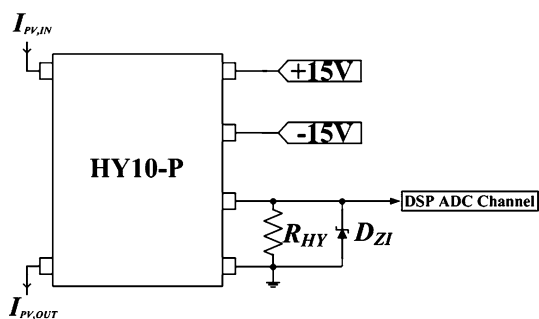 I_PV,IN
+15V
-15V
HY10-P
DSP ADC Channel
R_HY
D_ZI
I_PV,OUT